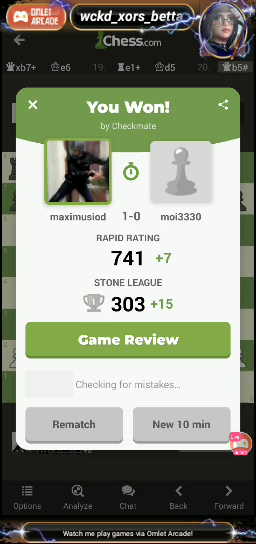 OMLET ARCADE
wckd_xors_betta
Chess.com
xb7+ e6 19. e1+ d5 20. b5#
You Won!
by Checkmate
maximusiod 1-0 moi3330
RAPID RATING
741 +7
STONE LEAGUE
1 303 +15
Game Review
Checking for mistakes...
Rematch New 10 min
Options Analyze Chat Back Forward
Watch me play games via Omlet Arcade!